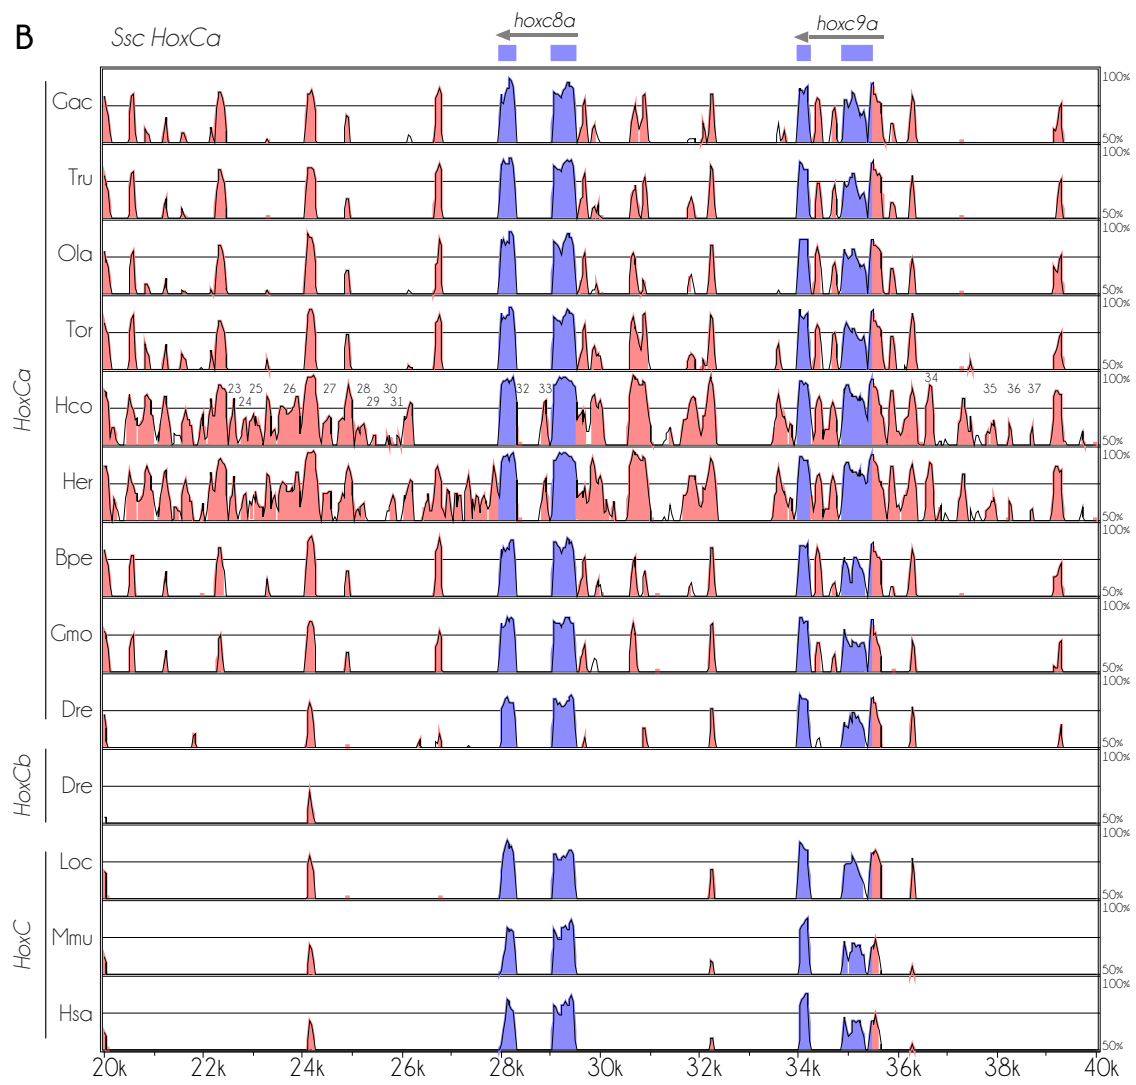 B
Ssc HoxCa
hoxc8a
hoxc9a
HoxCa
Gac
100%
50%
Tru
100%
50%
Ola
100%
50%
Tor
100%
50%
Hco
100%
23 25 26 27 28 30 32 33 34 35 36 37
24 29 31
50%
Her
100%
50%
Bpe
100%
50%
Gmo
100%
50%
Dre
100%
50%
HoxCb
Dre
100%
50%
HoxC
Loc
100%
50%
Mmu
100%
50%
Hsa
100%
50%
20k 22k 24k 26k 28k 30k 32k 34k 36k 38k 40k